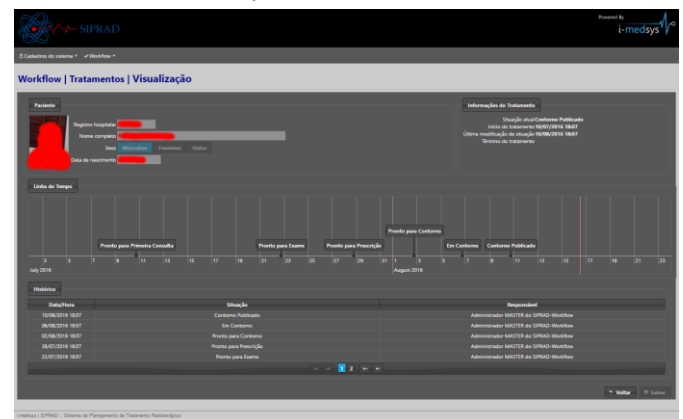 SIPRAD
Powered By
i-medsys
Cadastros do sistema Workflow
Workflow | Tratamentos | Visualização
Paciente
Registro hospitalar
Nome completo
Sexo Masculino Feminino Outro
Data de nascimento
Informações do Tratamento
Situação atual:Contorno Publicado
Início do tratamento:10/07/2016 18:07
Última modificação de situação:10/08/2016 18:07
Término do tratamento:
Linha do Tempo
Pronto para Contorno
Pronto para Primeira Consulta Pronto para Exame Pronto para Prescrição Em Contorno Contorno Publicado
3 5 7 9 11 13 15 17 19 21 23 25 27 29 31 1 3 5 7 9 11 13 15 17 19 21 23
July 2016 August 2016
Histórico
Data/Hora Situação Responsável
10/08/2016 18:07 Contorno Publicado Administrador MASTER do SIPRAD-Workflow
06/08/2016 18:07 Em Contorno Administrador MASTER do SIPRAD-Workflow
02/08/2016 18:07 Pronto para Contorno Administrador MASTER do SIPRAD-Workflow
28/07/2016 18:07 Pronto para Prescrição Administrador MASTER do SIPRAD-Workflow
22/07/2016 18:07 Pronto para Exame Administrador MASTER do SIPRAD-Workflow
1 2
Voltar Salvar
i-medsys | SIPRAD :: Sistema de Planejamento de Tratamento Radioterápico